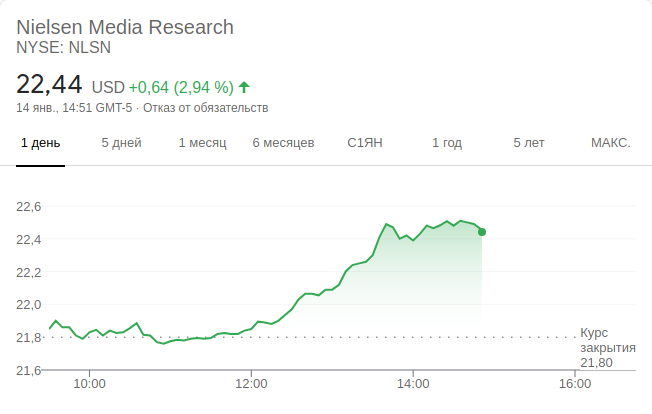 Nielsen Media Research
NYSE: NLSN
22,44 USD +0,64 (2,94 %)
14 янв., 14:51 GMT-5 · Отказ от обязательств
1 день 5 дней 1 месяц 6 месяцев С1ЯН 1 год 5 лет МАКС.
22,6
22,4
22,2
22,0
21,8
Курс
закрытия
21,80
21,6
10:00 12:00 14:00 16:00